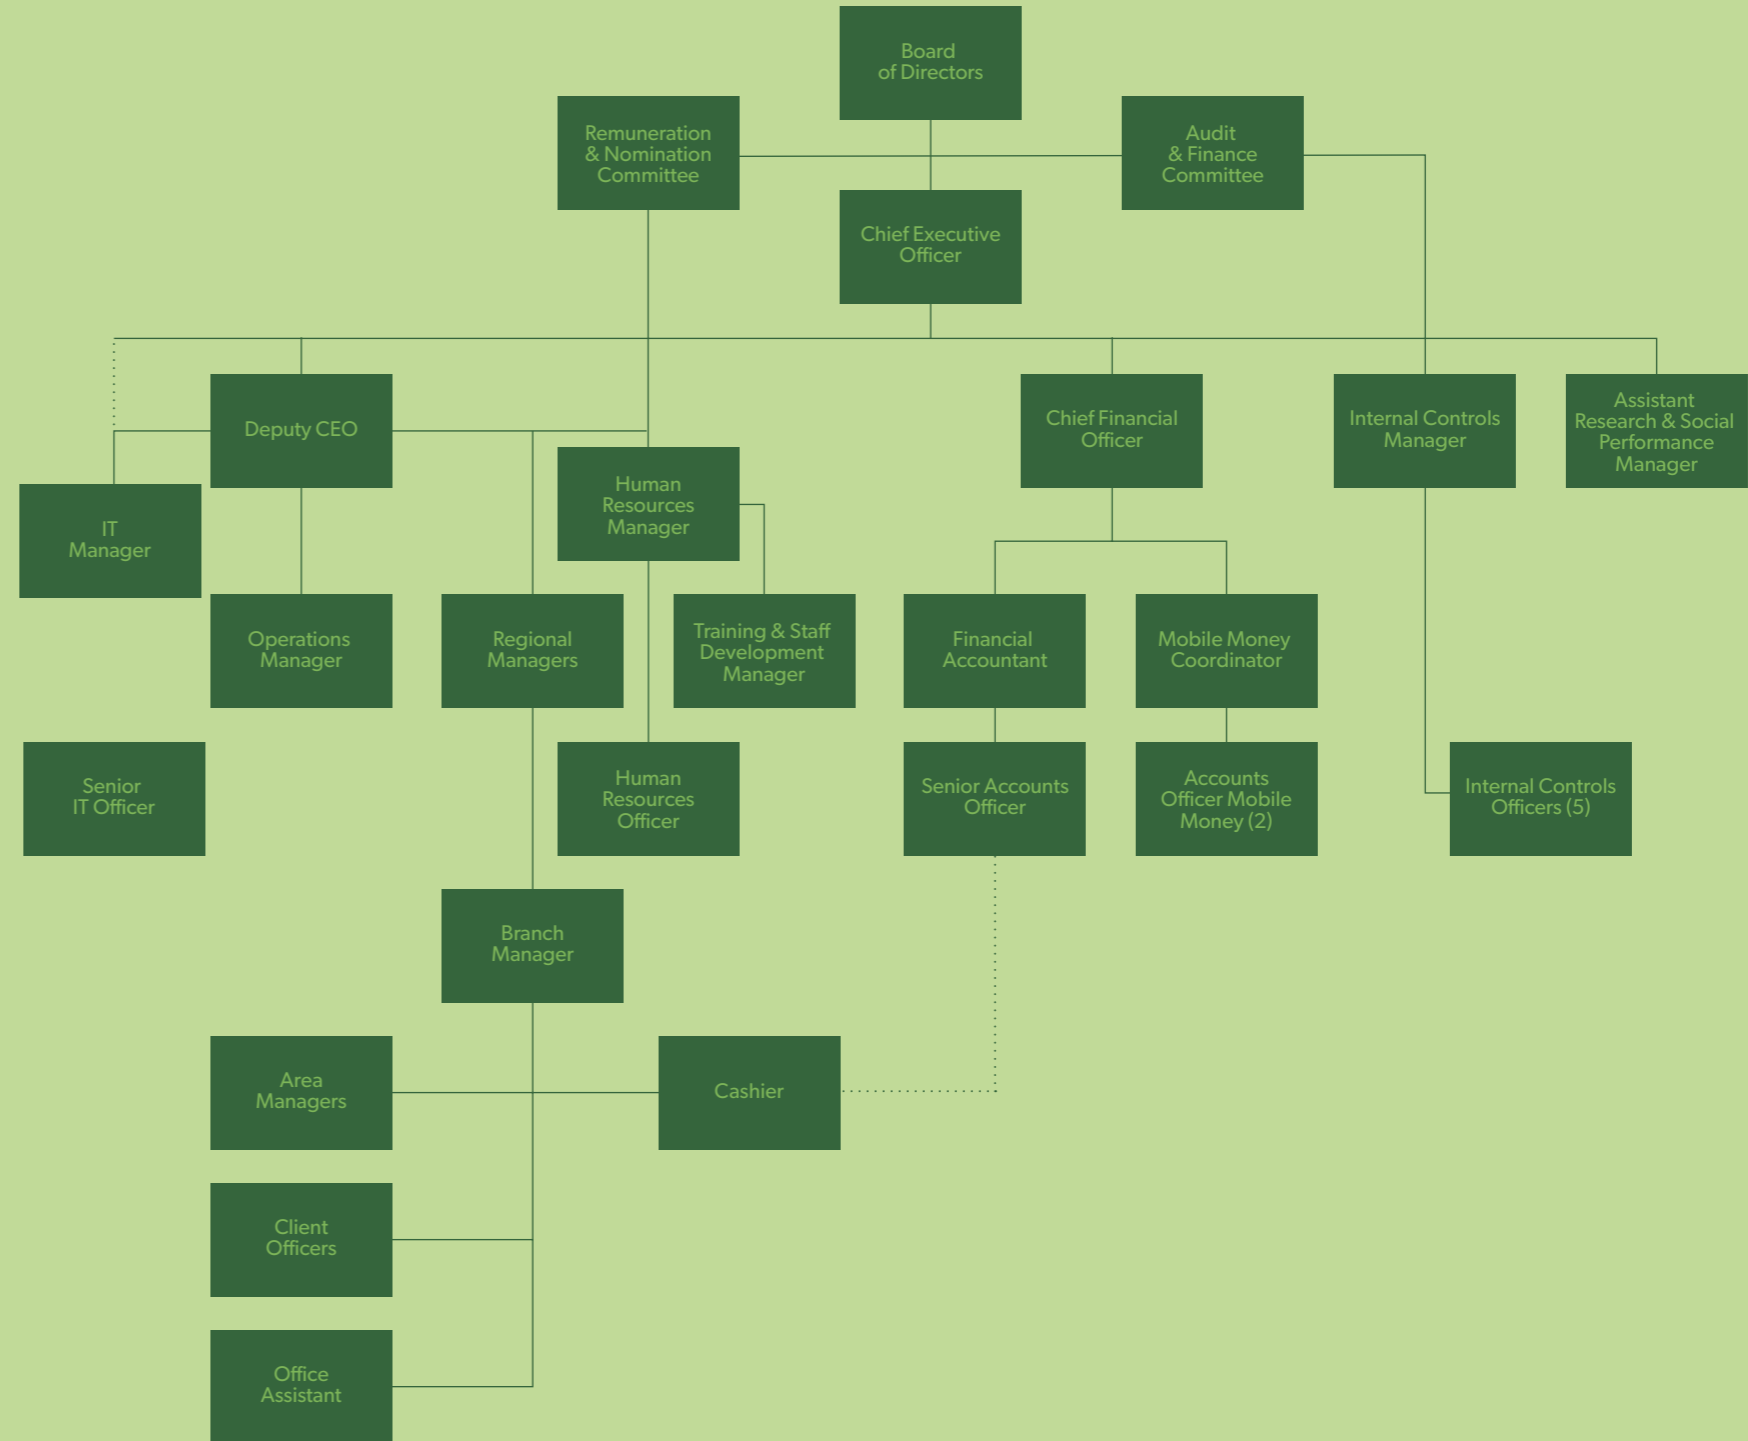 Board
of Directors
Remuneration
& Nomination
Committee
Audit
& Finance
Committee
Chief Executive
Officer
Deputy CEO
Chief Financial
Officer
Internal Controls
Manager
Assistant
Research & Social
Performance
Manager
IT
Manager
Human
Resources
Manager
Operations
Manager
Regional
Managers
Training & Staff
Development
Manager
Financial
Accountant
Mobile Money
Coordinator
Senior
IT Officer
Human
Resources
Officer
Senior Accounts
Officer
Accounts
Officer Mobile
Money (2)
Internal Controls
Officers (5)
Branch
Manager
Area
Managers
Cashier
Client
Officers
Office
Assistant